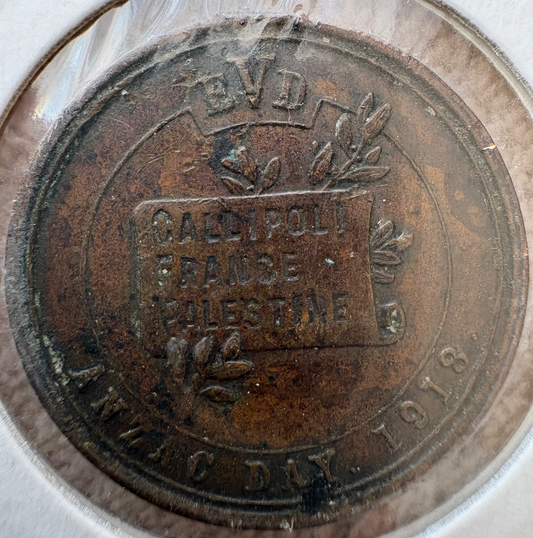 BVD
GALLIPOLI
FRANCE
PALESTINE
ANZAC DAY. 1918.